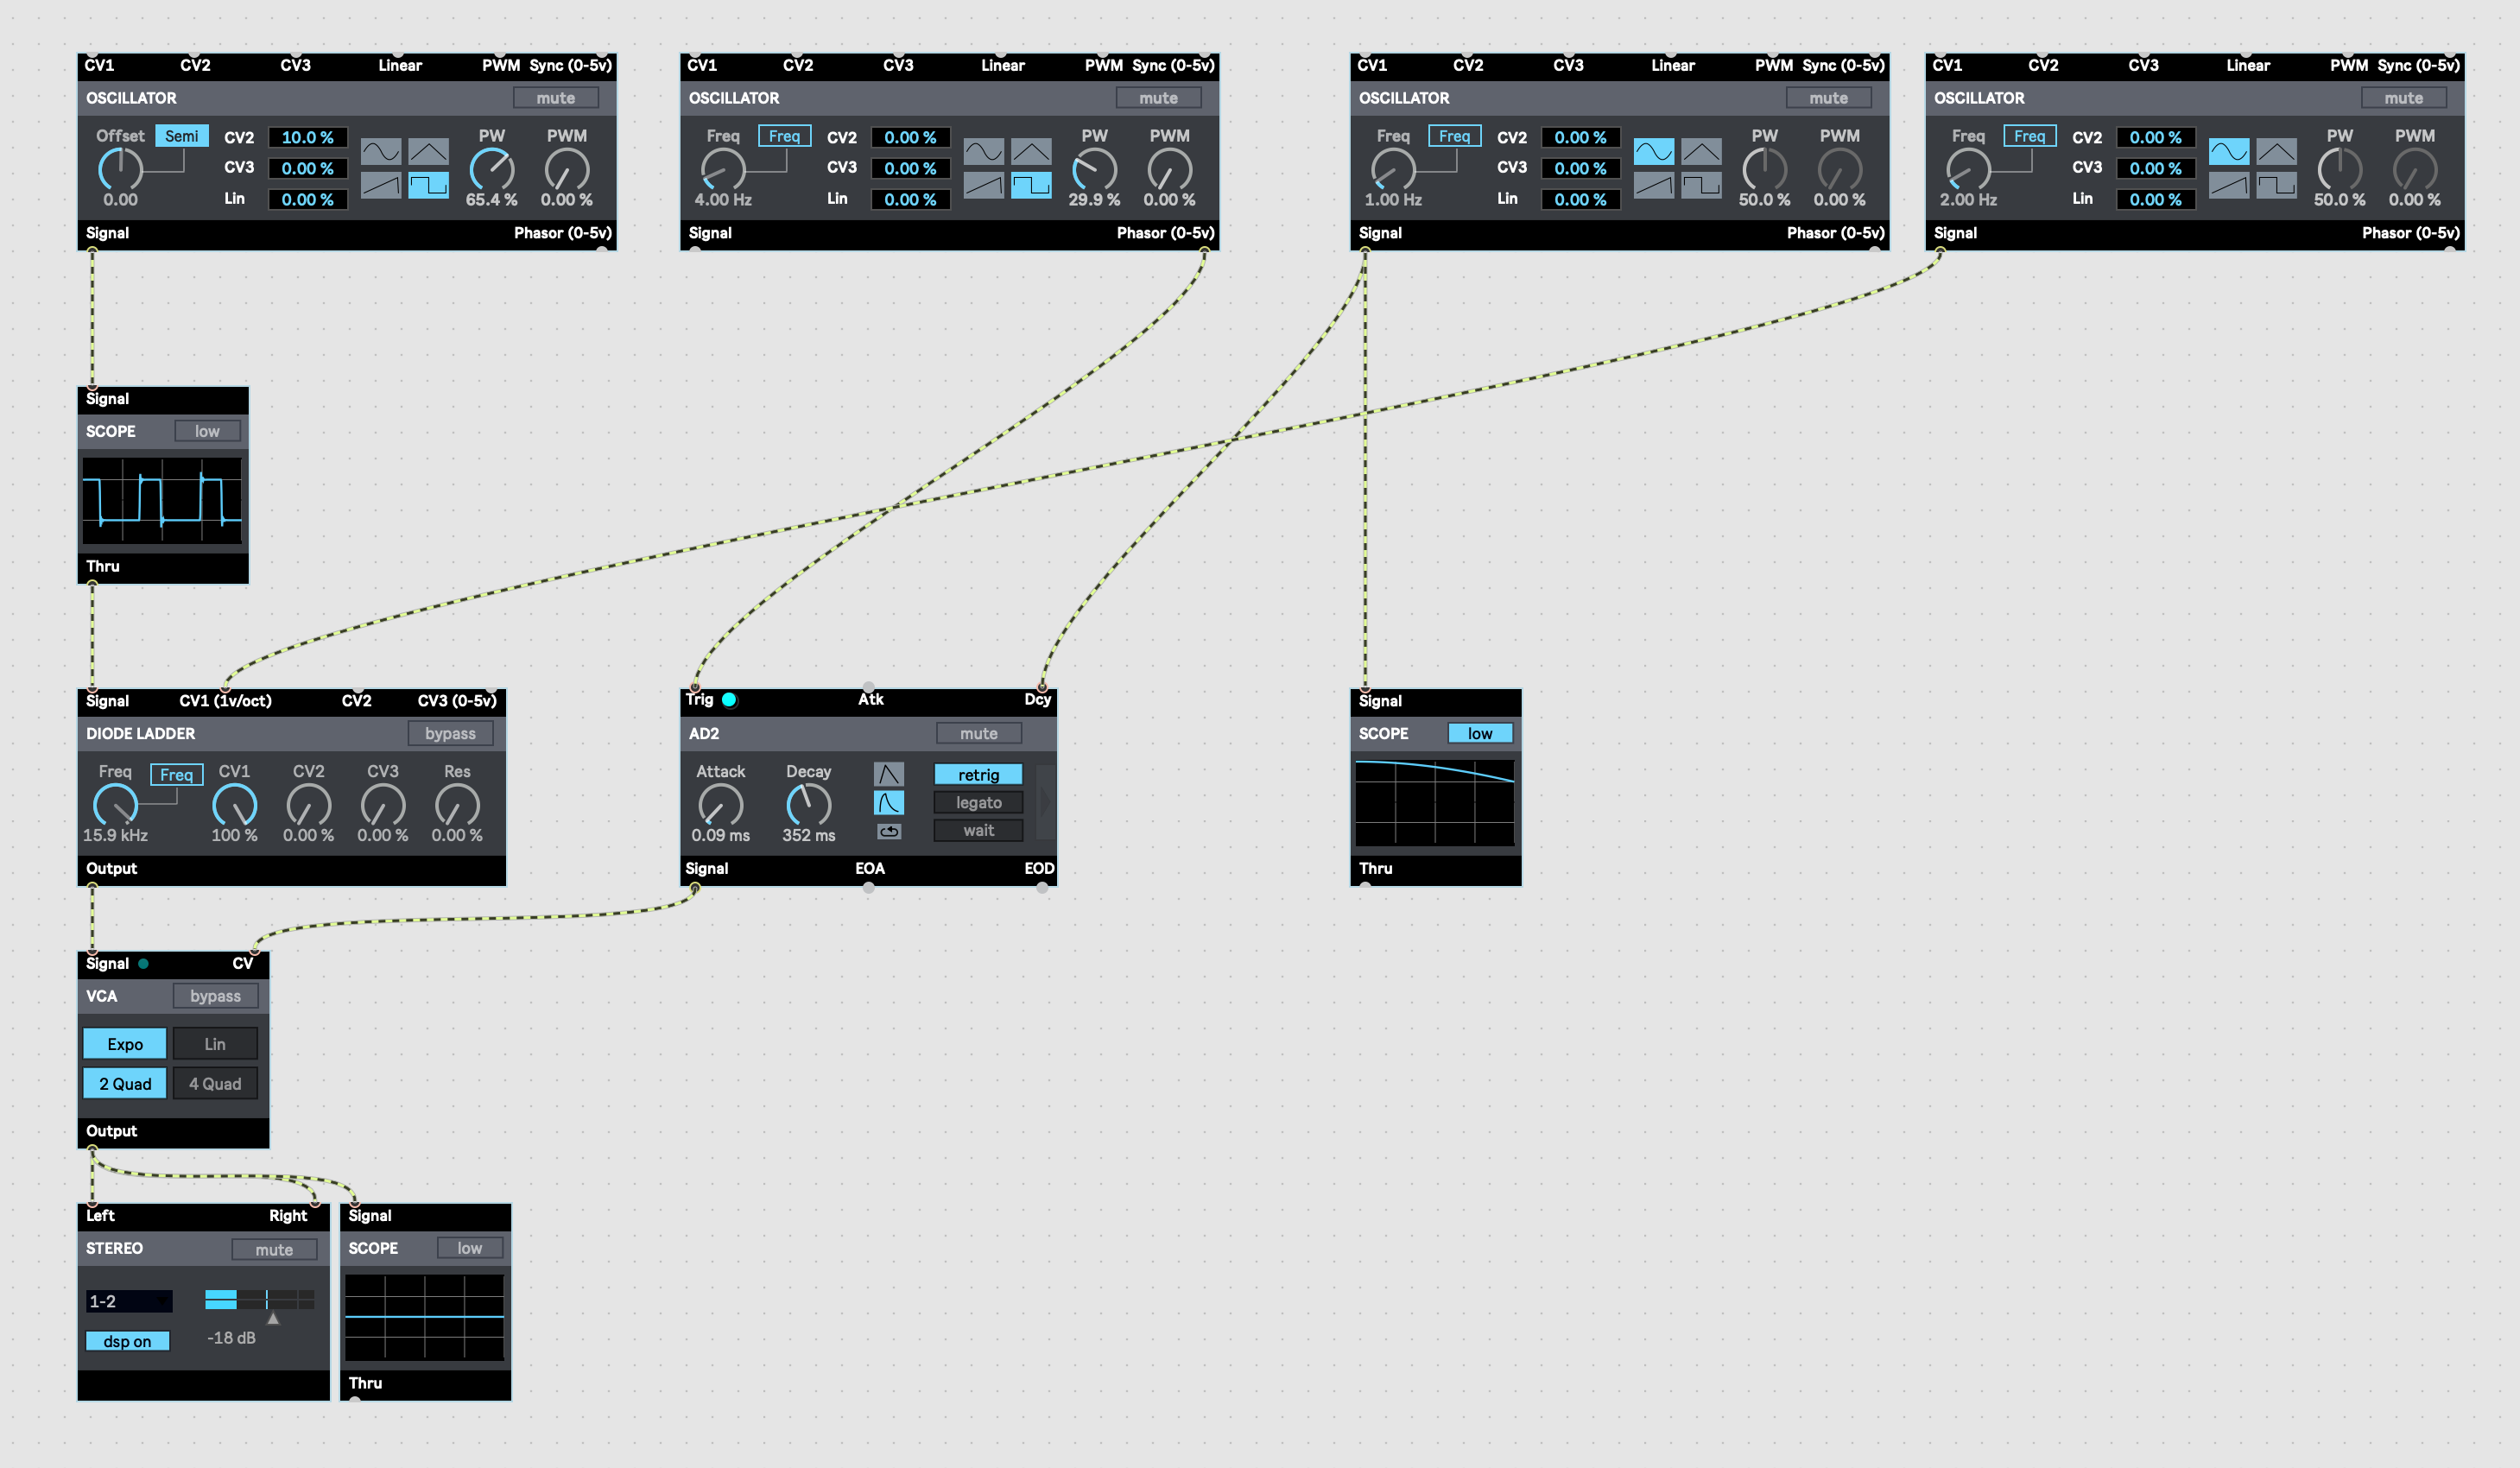 CV1 CV2 CV3 Linear PWM Sync (0-5v)
OSCILLATOR mute
Offset Semi CV2 10.0 % PW PWM
CV3 0.00 %
0.00 Lin 0.00 % 65.4 % 0.00 %
Signal Phasor (0-5v)
CV1 CV2 CV3 Linear PWM Sync (0-5v)
OSCILLATOR mute
Freq Freq CV2 0.00 % PW PWM
CV3 0.00 %
4.00 Hz Lin 0.00 % 29.9 % 0.00 %
Signal Phasor (0-5v)
CV1 CV2 CV3 Linear PWM Sync (0-5v)
OSCILLATOR mute
Freq Freq CV2 0.00 % PW PWM
CV3 0.00 %
1.00 Hz Lin 0.00 % 50.0 % 0.00 %
Signal Phasor (0-5v)
CV1 CV2 CV3 Linear PWM Sync (0-5v)
OSCILLATOR mute
Freq Freq CV2 0.00 % PW PWM
CV3 0.00 %
2.00 Hz Lin 0.00 % 50.0 % 0.00 %
Signal Phasor (0-5v)
Signal
SCOPE low
Thru
Signal CV1 (1v/oct) CV2 CV3 (0-5v)
DIODE LADDER bypass
Freq Freq CV1 CV2 CV3 Res
15.9 kHz 100 % 0.00 % 0.00 % 0.00 %
Output
Trig Atk Dcy
AD2 mute
Attack Decay retrig
legato
0.09 ms 352 ms wait
Signal EOA EOD
Signal
SCOPE low
Thru
Signal CV
VCA bypass
Expo Lin
2 Quad 4 Quad
Output
Left Right
STEREO mute
1-2
dsp on -18 dB
Signal
SCOPE low
Thru